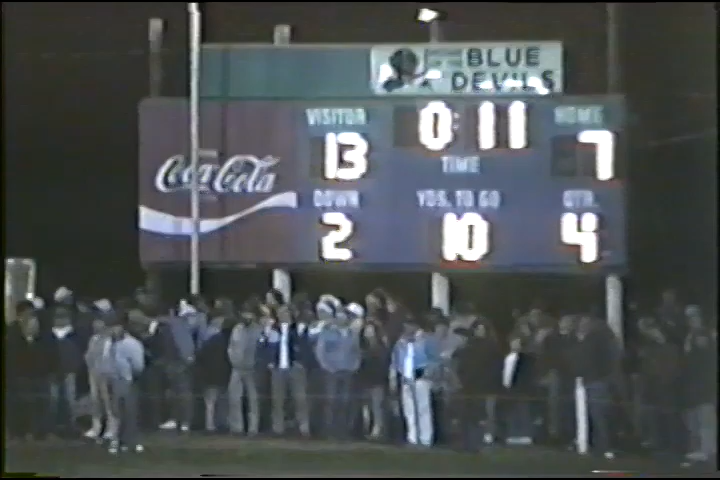 BLUE
DEVILS
VISITOR 0:11 HOME
13 TIME 7
Coca-Cola
DOWN YDS. TO GO QTR.
2 10 4